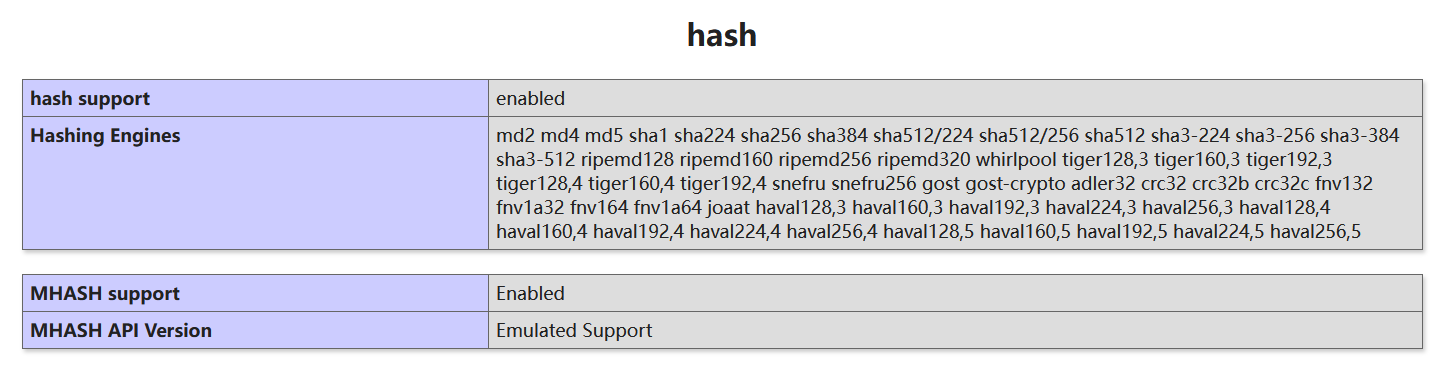 hash
hash support enabled
Hashing Engines md2 md4 md5 sha1 sha224 sha256 sha384 sha512/224 sha512/256 sha512 sha3-224 sha3-256 sha3-384
sha3-512 ripemd128 ripemd160 ripemd256 ripemd320 whirlpool tiger128,3 tiger160,3 tiger192,3
tiger128,4 tiger160,4 tiger192,4 snefru snefru256 gost gost-crypto adler32 crc32 crc32b crc32c fnv132
fnv1a32 fnv164 fnv1a64 joaat haval128,3 haval160,3 haval192,3 haval224,3 haval256,3 haval128,4
haval160,4 haval192,4 haval224,4 haval256,4 haval128,5 haval160,5 haval192,5 haval224,5 haval256,5
MHASH support Enabled
MHASH API Version Emulated Support